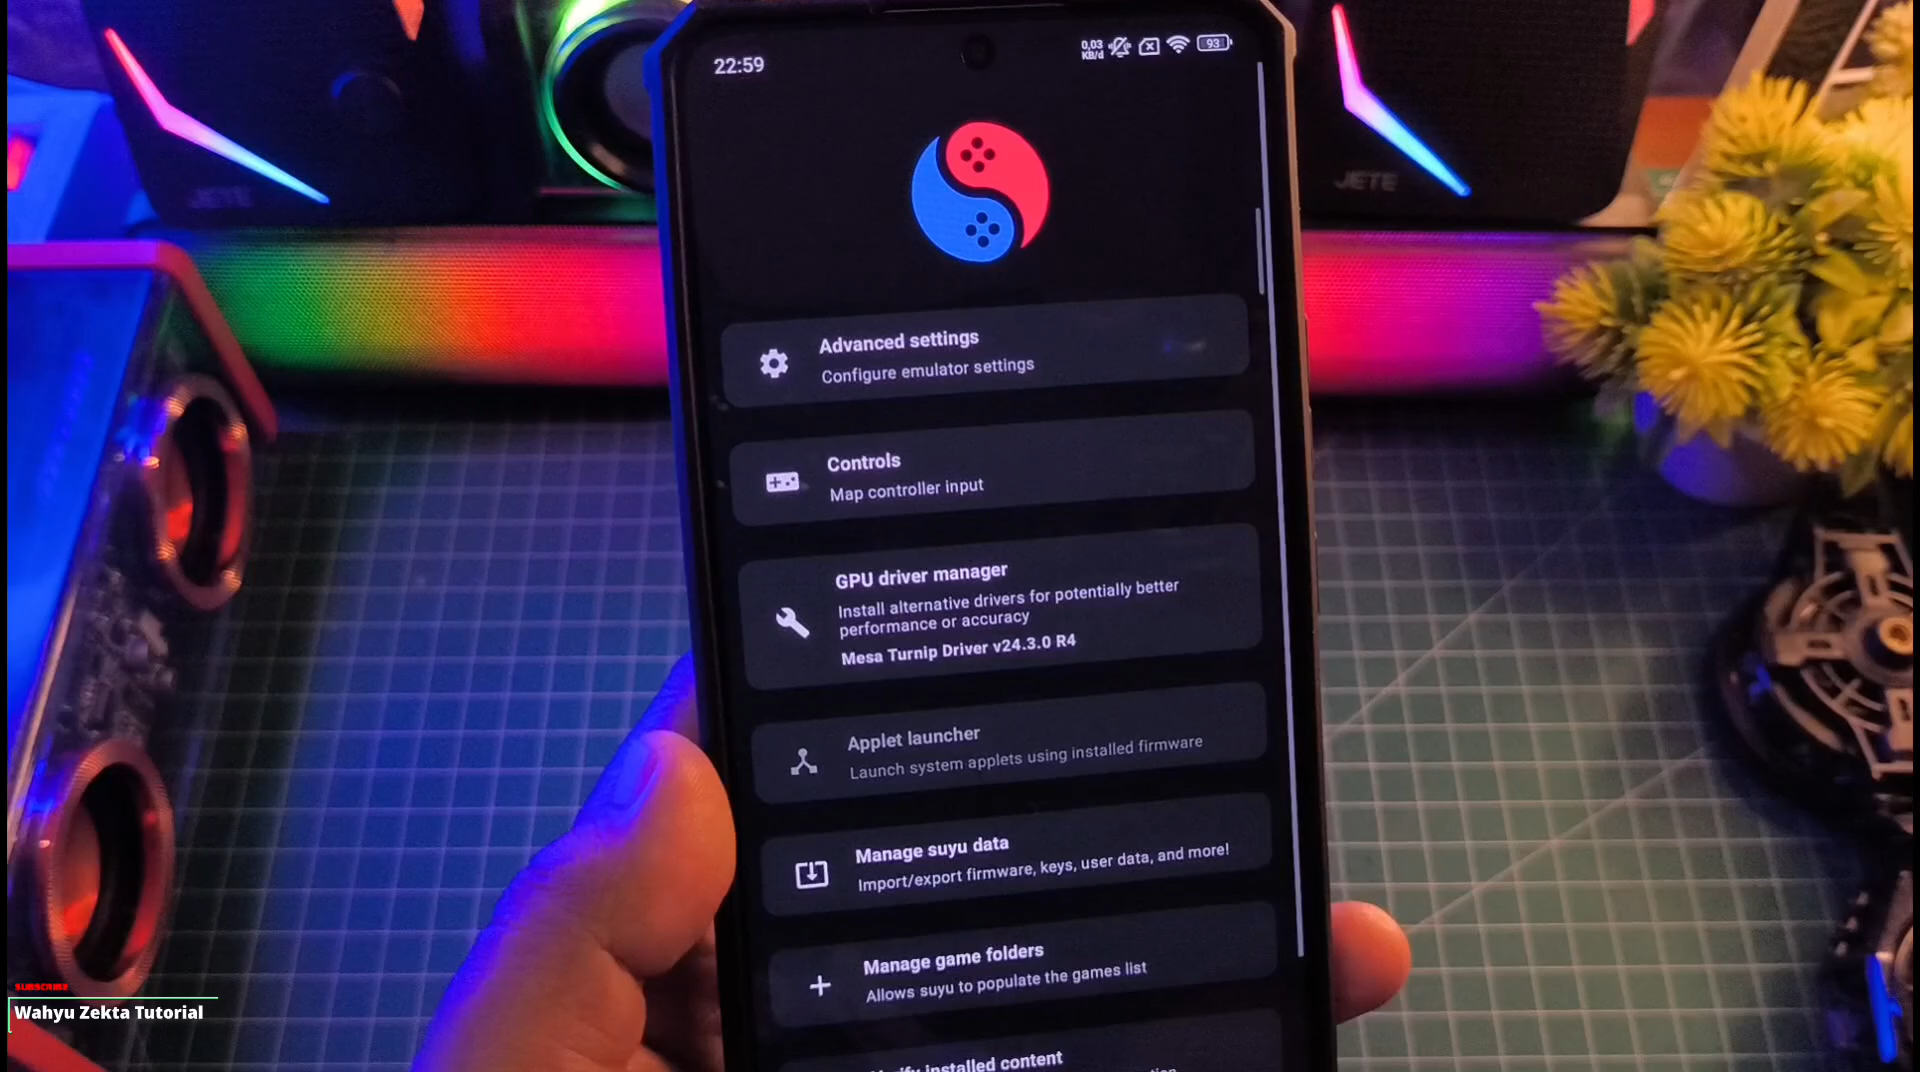 22:59
0,03
KB/d
93
JETE
JETE
Advanced settings
Configure emulator settings
Controls
Map controller input
GPU driver manager
Install alternative drivers for potentially better
performance or accuracy
Mesa Turnip Driver v24.3.0 R4
Applet launcher
Launch system applets using installed firmware
Manage suyu data
Import/export firmware, keys, user data, and more!
Manage game folders
Allows suyu to populate the games list
installed content
SUBSCRIBE
Wahyu Zekta Tutorial